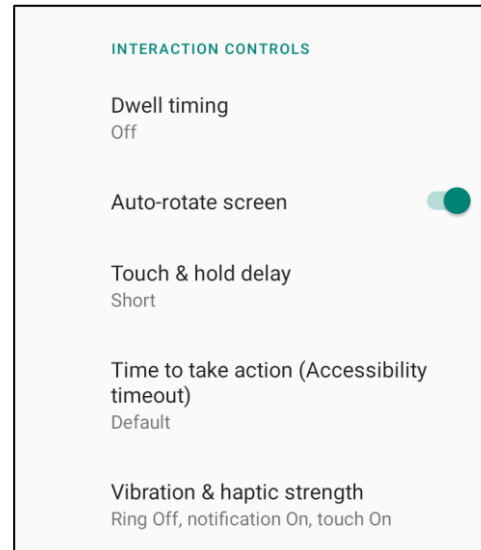 INTERACTION CONTROLS
Dwell timing
Off
Auto-rotate screen
Touch & hold delay
Short
Time to take action (Accessibility
timeout)
Default
Vibration & haptic strength
Ring Off, notification On, touch On